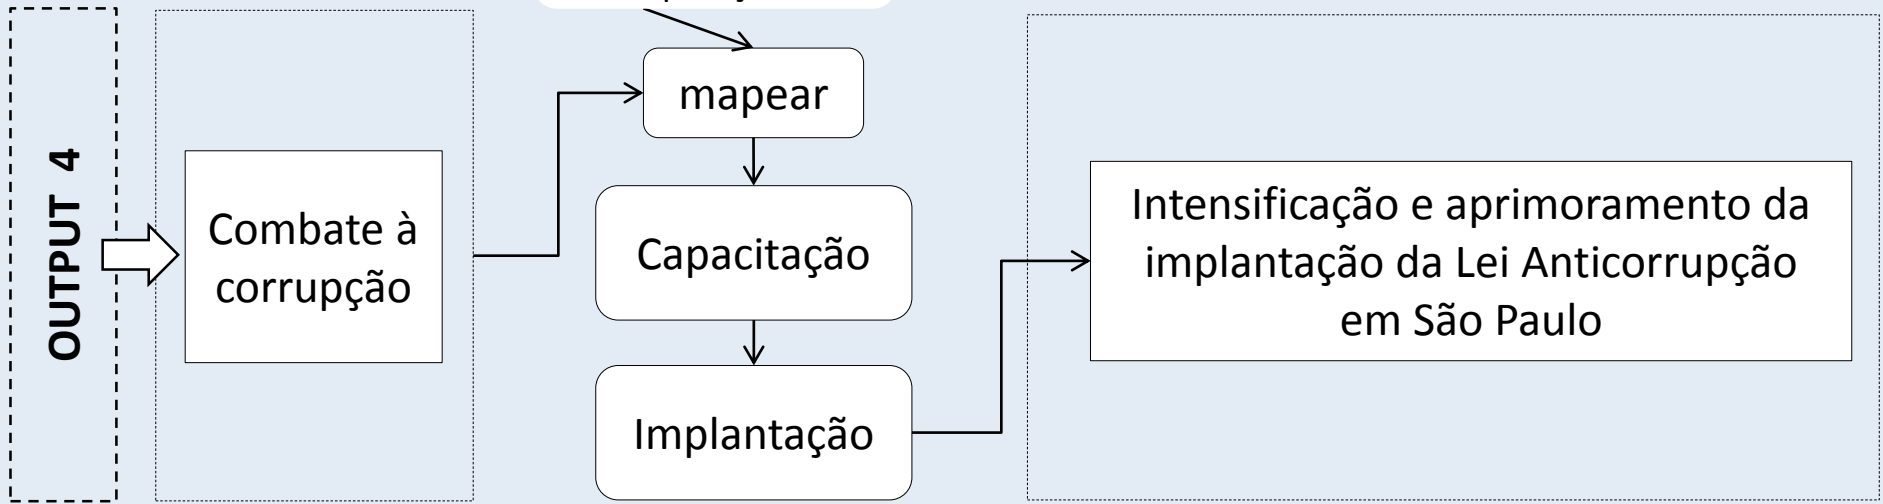 OUTPUT 4
Combate à
corrupção
mapear
Capacitação
Implantação
Intensificação e aprimoramento da
implantação da Lei Anticorrupção
em São Paulo